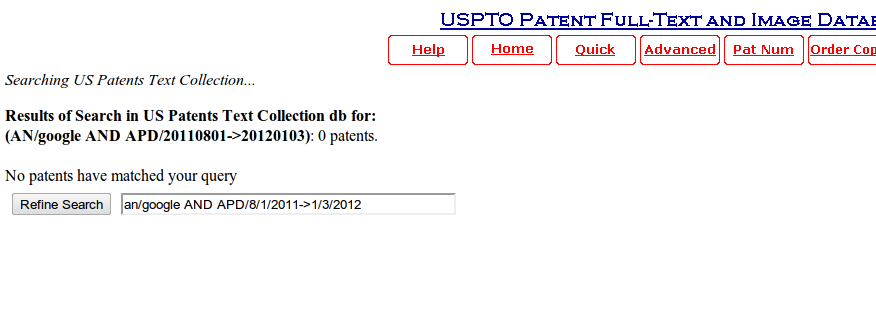 USPTO PATENT FULL-TEXT AND IMAGE DATAB
Help Home Quick Advanced Pat Num Order Cop
Searching US Patents Text Collection...
Results of Search in US Patents Text Collection db for:
(AN/google AND APD/20110801->20120103): 0 patents.
No patents have matched your query
Refine Search an/google AND APD/8/1/2011->1/3/2012